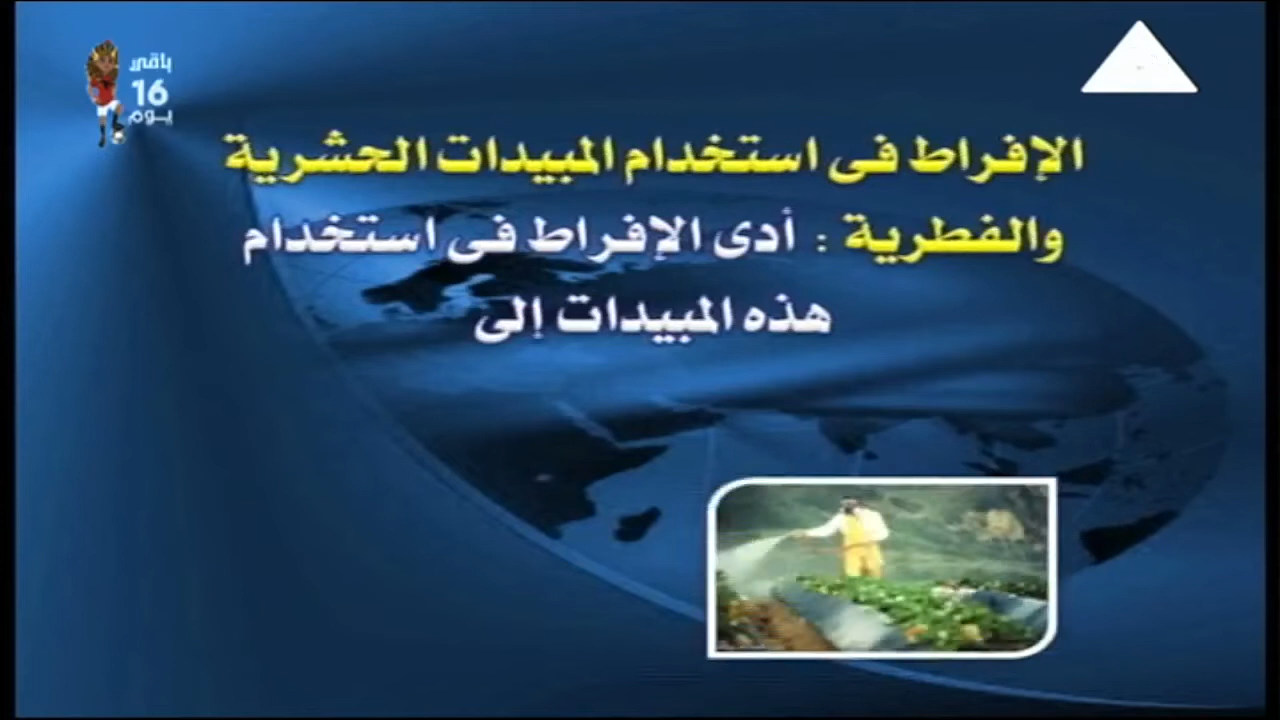 باقي
16
يوم
الإفراط فى استخدام المبيدات الحشرية
والفطرية : أدى الإفراط فى استخدام
هذه المبيدات إلى